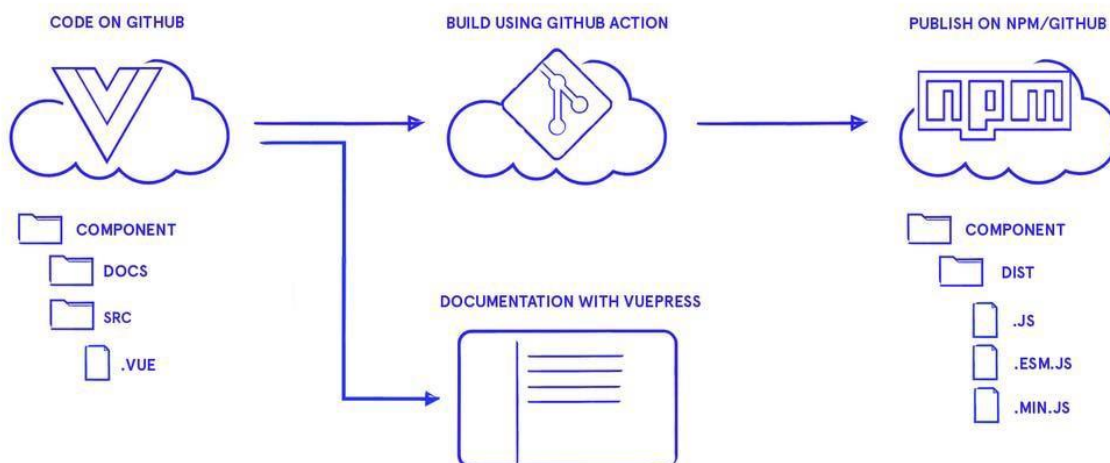 CODE ON GITHUB
BUILD USING GITHUB ACTION
PUBLISH ON NPM/GITHUB
npm
COMPONENT
DOCS
SRC
.VUE
DOCUMENTATION WITH VUEPRESS
COMPONENT
DIST
.JS
.ESM.JS
.MIN.JS